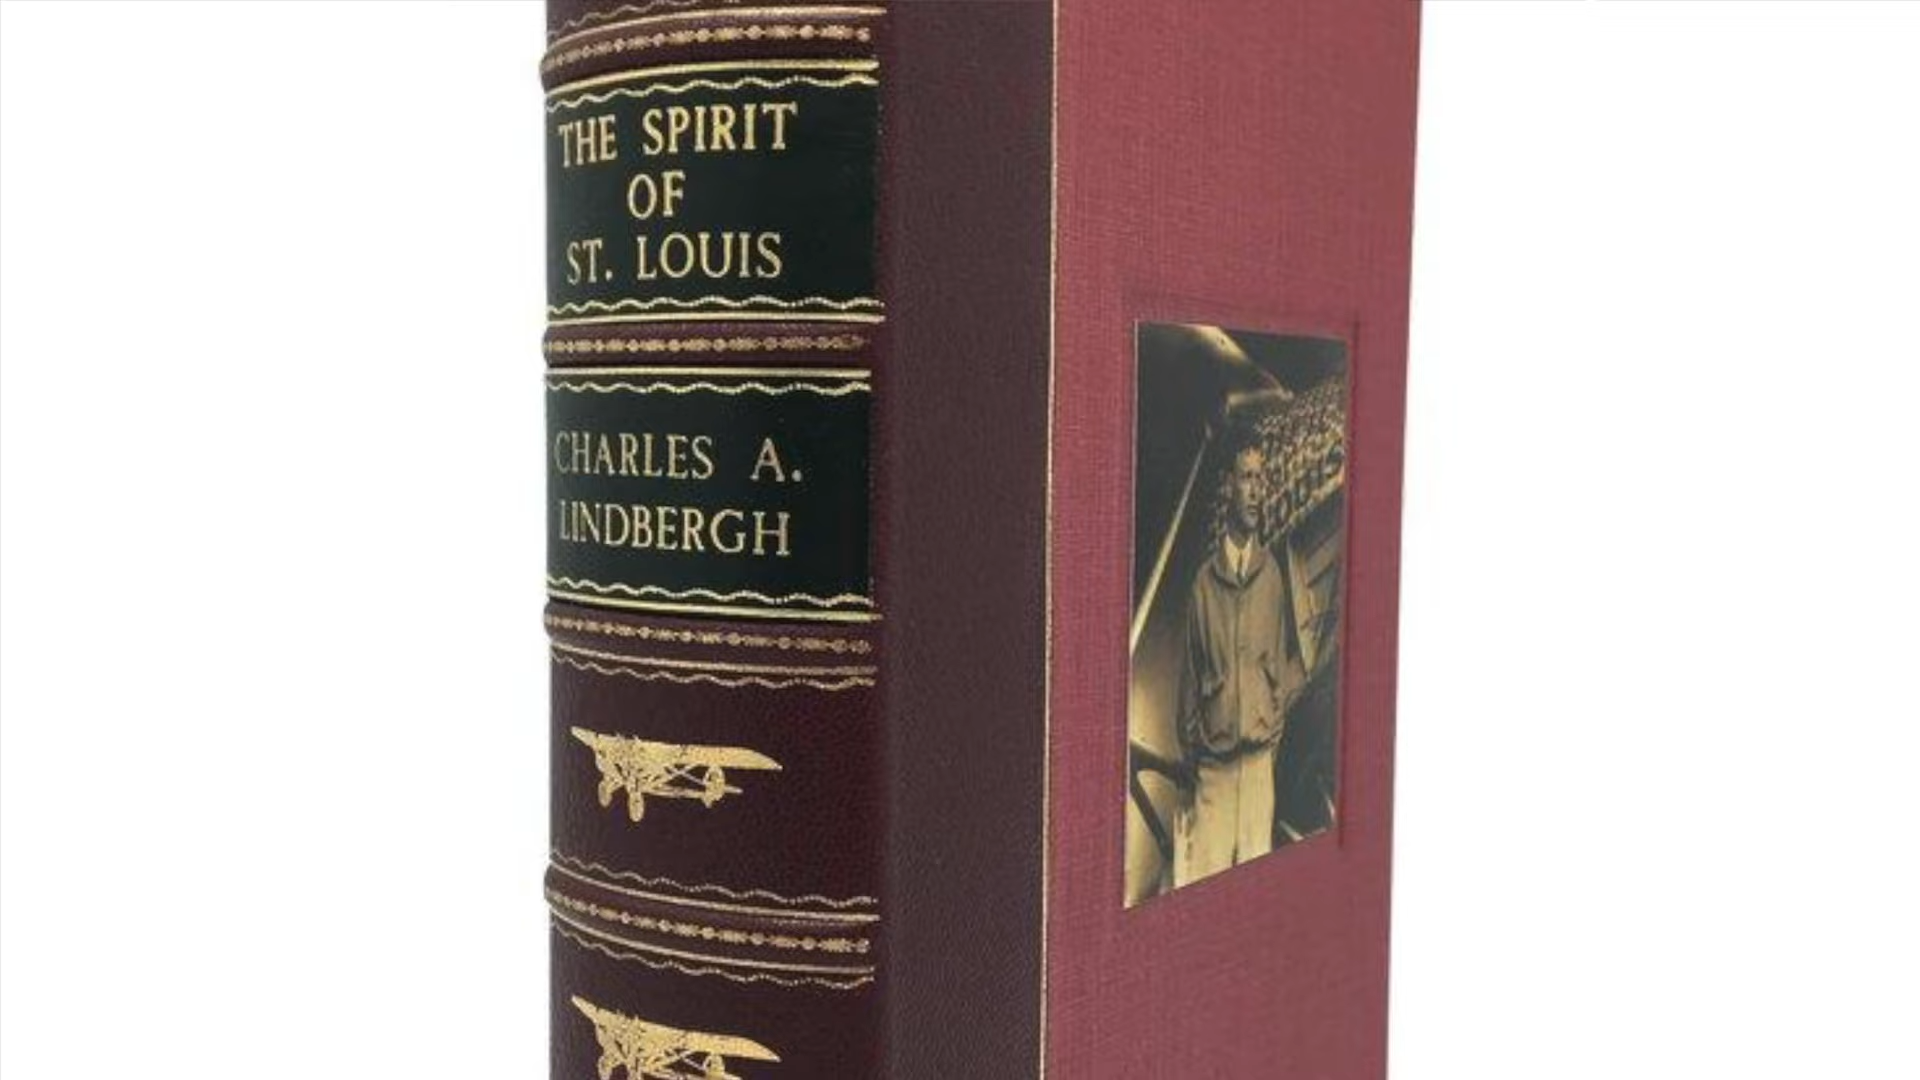 THE SPIRIT
OF
ST. LOUIS
CHARLES A.
LINDBERGH